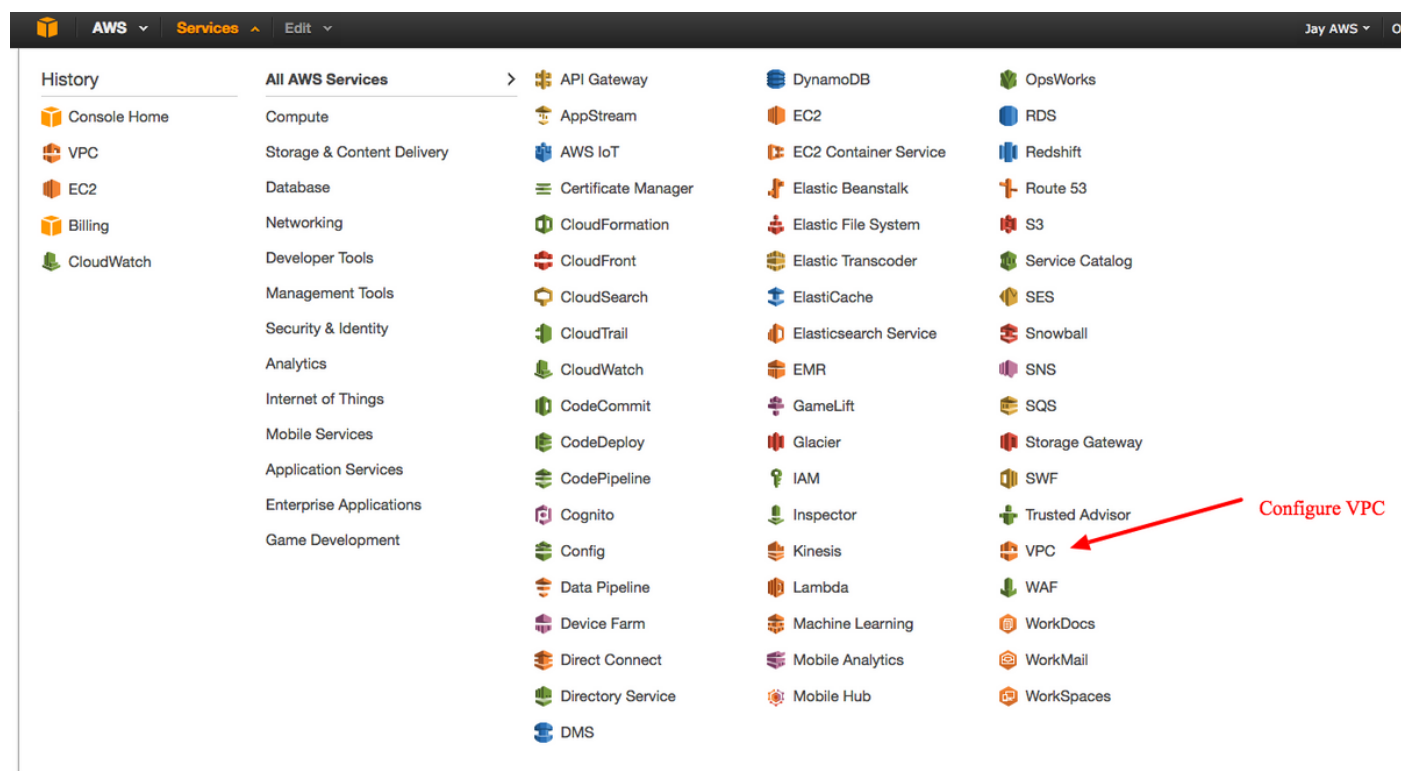 AWS Services Edit Jay AWS
History
Console Home
VPC
EC2
Billing
CloudWatch
All AWS Services
Compute
Storage & Content Delivery
Database
Networking
Developer Tools
Management Tools
Security & Identity
Analytics
Internet of Things
Mobile Services
Application Services
Enterprise Applications
Game Development
API Gateway
AppStream
AWS IoT
Certificate Manager
CloudFormation
CloudFront
CloudSearch
CloudTrail
CloudWatch
CodeCommit
CodeDeploy
CodePipeline
Cognito
Config
Data Pipeline
Device Farm
Direct Connect
Directory Service
DMS
DynamoDB
EC2
EC2 Container Service
Elastic Beanstalk
Elastic File System
Elastic Transcoder
ElastiCache
Elasticsearch Service
EMR
GameLift
Glacier
IAM
Inspector
Kinesis
Lambda
Machine Learning
Mobile Analytics
Mobile Hub
OpsWorks
RDS
Redshift
Route 53
S3
Service Catalog
SES
Snowball
SNS
SQS
Storage Gateway
SWF
Trusted Advisor
VPC
WAF
WorkDocs
WorkMail
WorkSpaces
Configure VPC